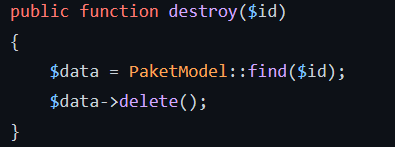 public function destroy($id)
{
    $data = PaketModel::find($id);
    $data->delete();
}